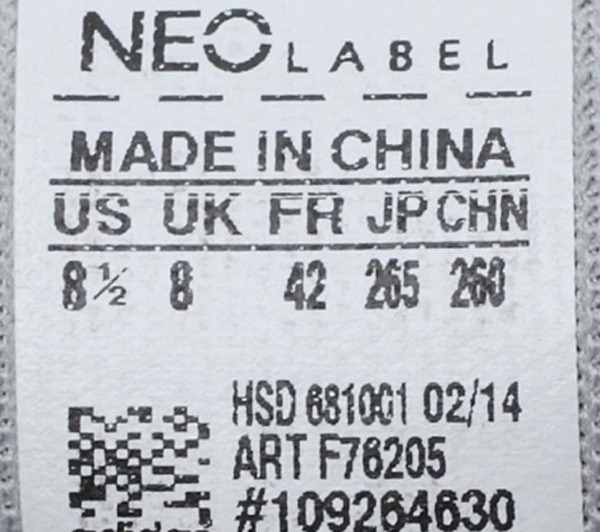 NEO LABEL
MADE IN CHINA
US UK FR JP CHN
8½ 8 42 265 260
HSD 681001 02/14
ART F76205
#109264630